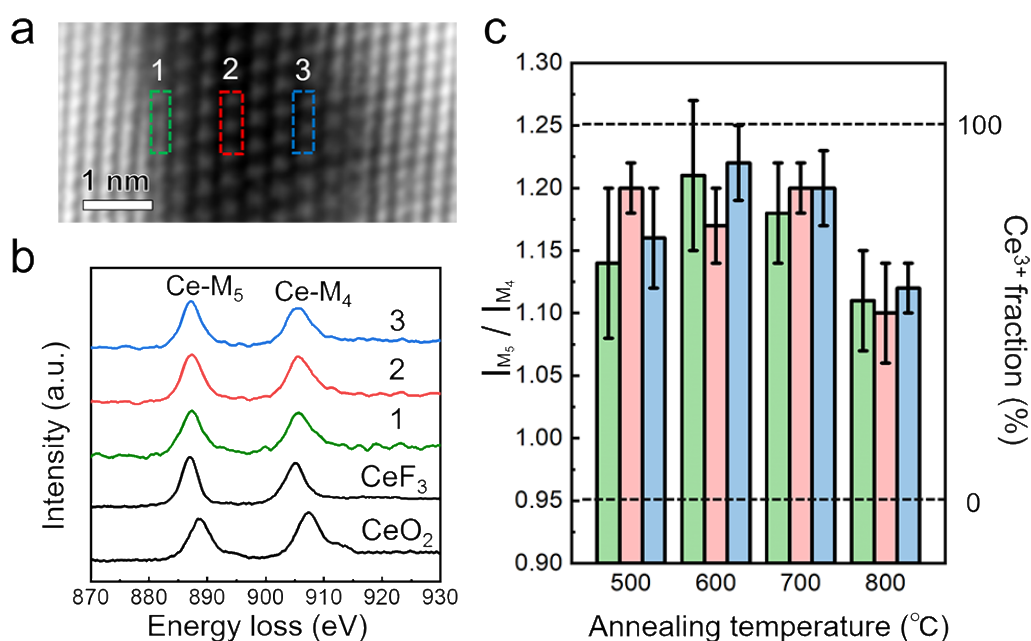 a
1 2 3
1 nm
b
Ce-M₅ Ce-M₄
3
2
1
CeF₃
CeO₂
Intensity (a.u.)
870 880 890 900 910 920 930
Energy loss (eV)
c
1.30
1.25
1.20
1.15
1.10
1.05
1.00
0.95
0.90
I_M₅ / I_M₄
100
0
Ce³⁺ fraction (%)
500 600 700 800
Annealing temperature (°C)